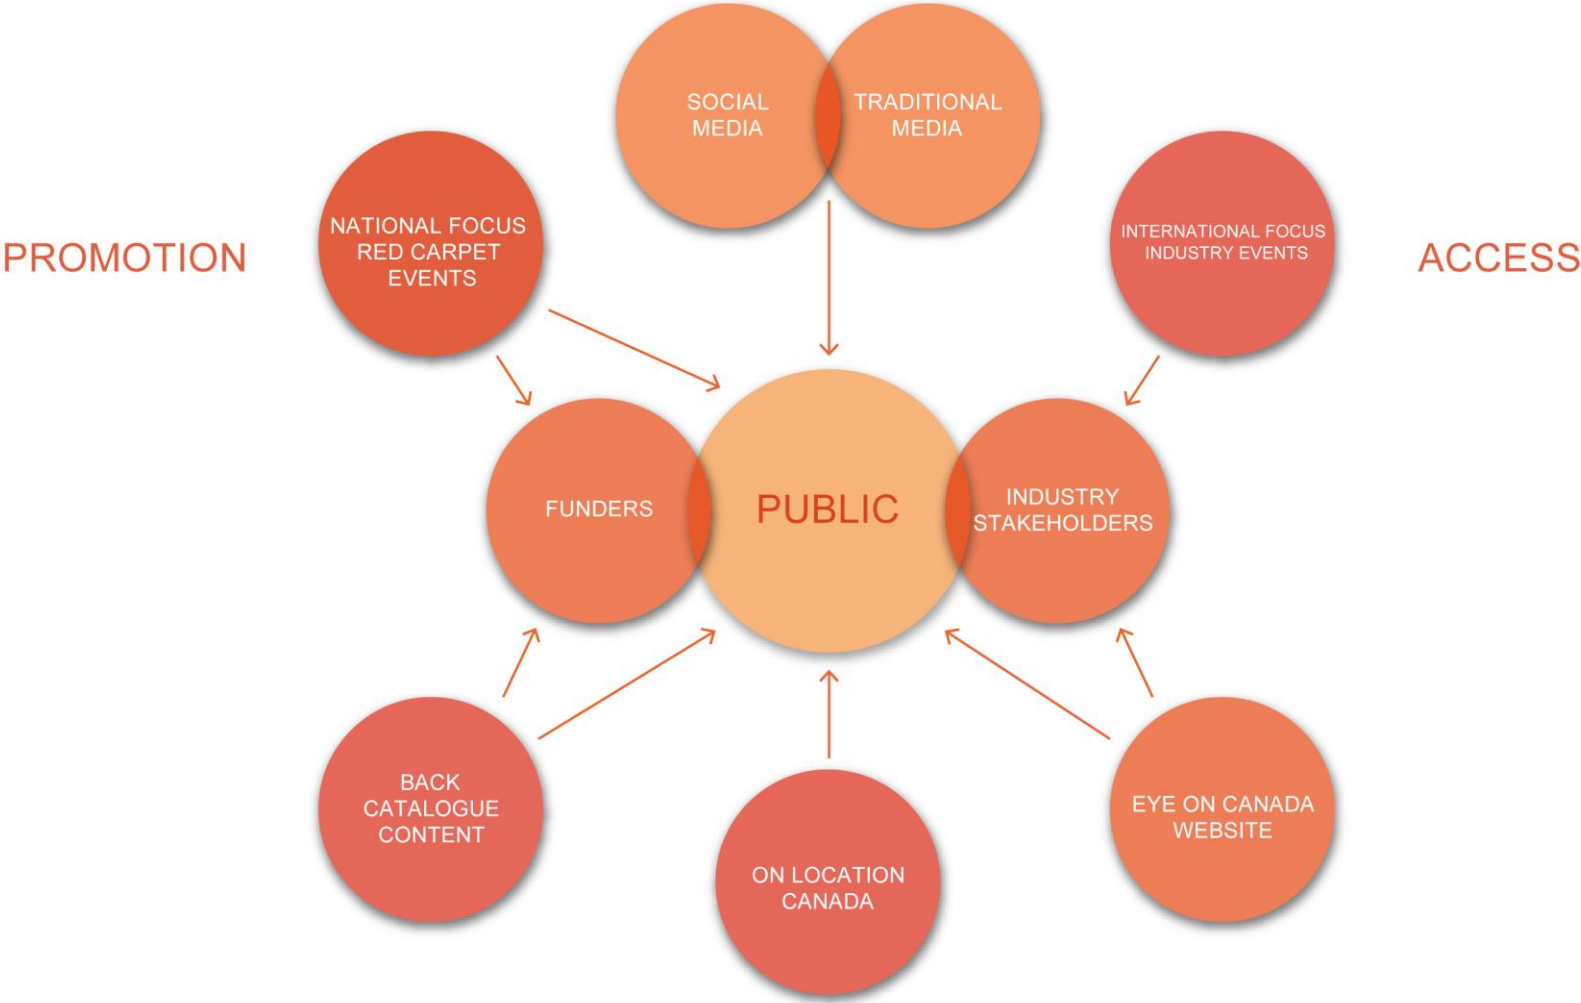 SOCIAL
MEDIA
TRADITIONAL
MEDIA
PROMOTION
NATIONAL FOCUS
RED CARPET
EVENTS
INTERNATIONAL FOCUS
INDUSTRY EVENTS
ACCESS
FUNDERS
PUBLIC
INDUSTRY
STAKEHOLDERS
BACK
CATALOGUE
CONTENT
ON LOCATION
CANADA
EYE ON CANADA
WEBSITE